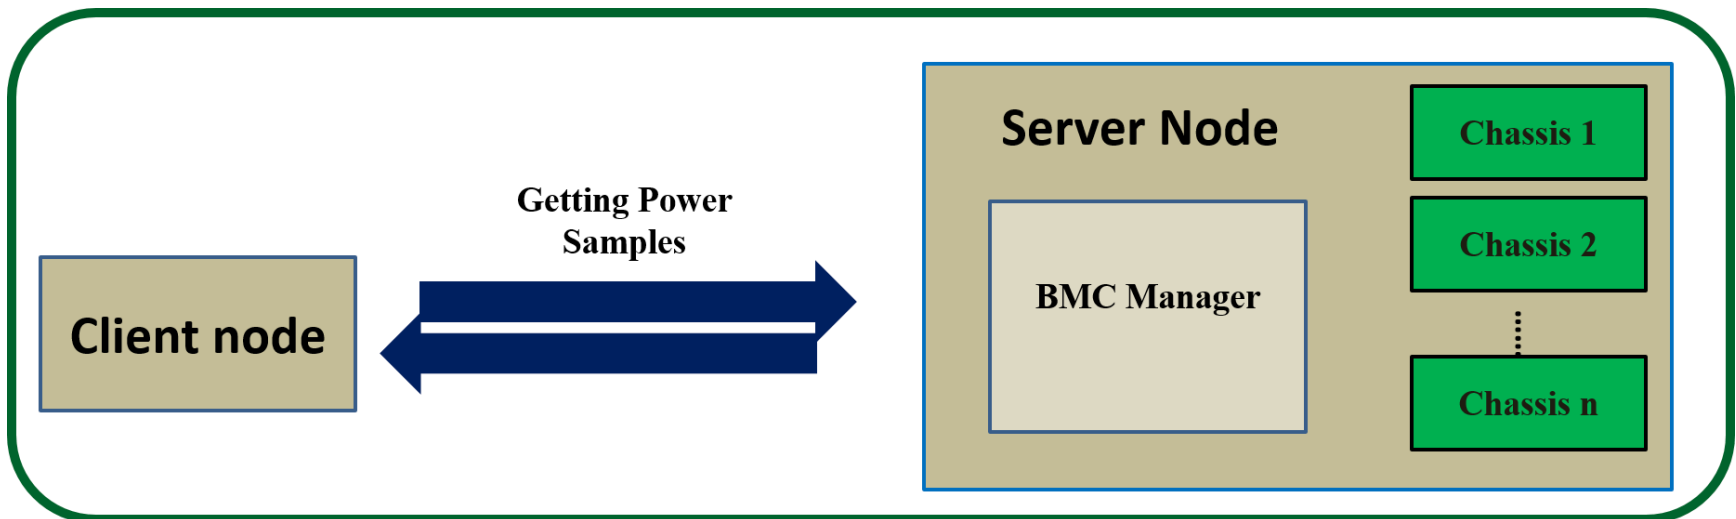 Getting Power
Samples
Client node
Server Node
BMC Manager
Chassis 1
Chassis 2
Chassis n